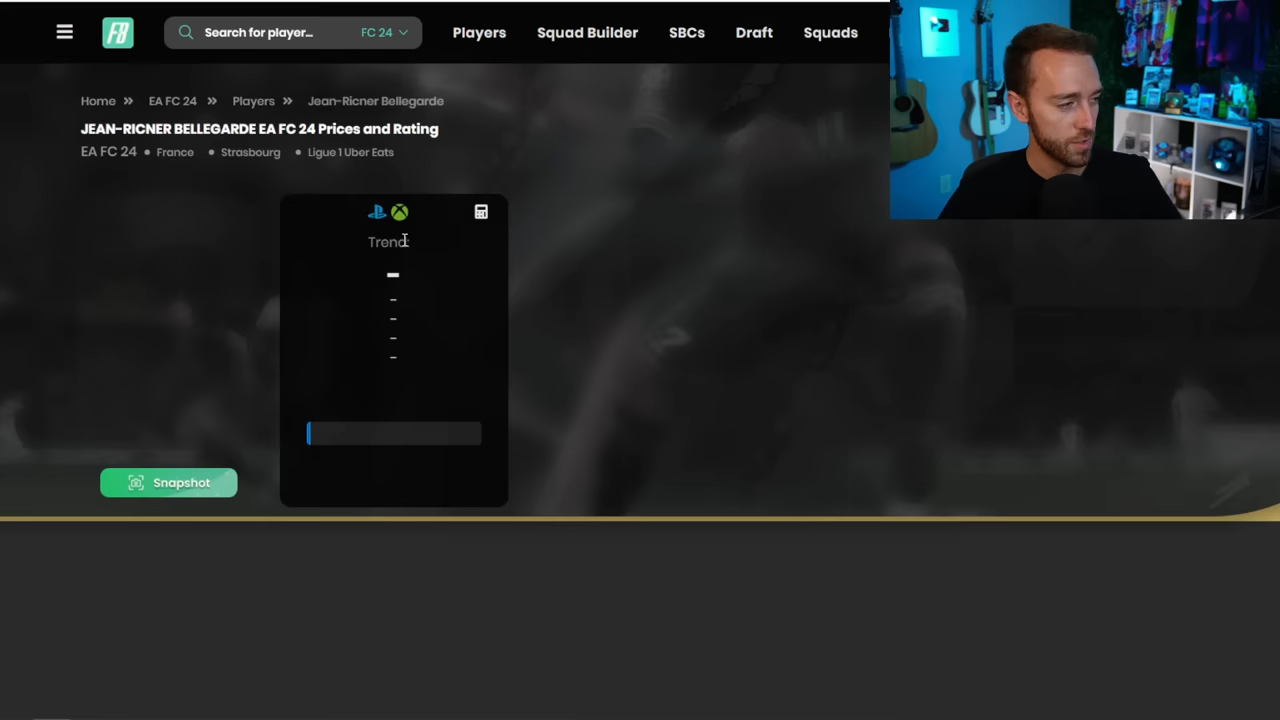 FB
Search for player...
FC 24
Players
Squad Builder
SBCs
Draft
Squads
Home » EA FC 24 » Players » Jean-Ricner Bellegarde
JEAN-RICNER BELLEGARDE EA FC 24 Prices and Rating
EA FC 24 • France • Strasbourg • Ligue 1 Uber Eats
Trend:
-
-
-
-
-
Snapshot